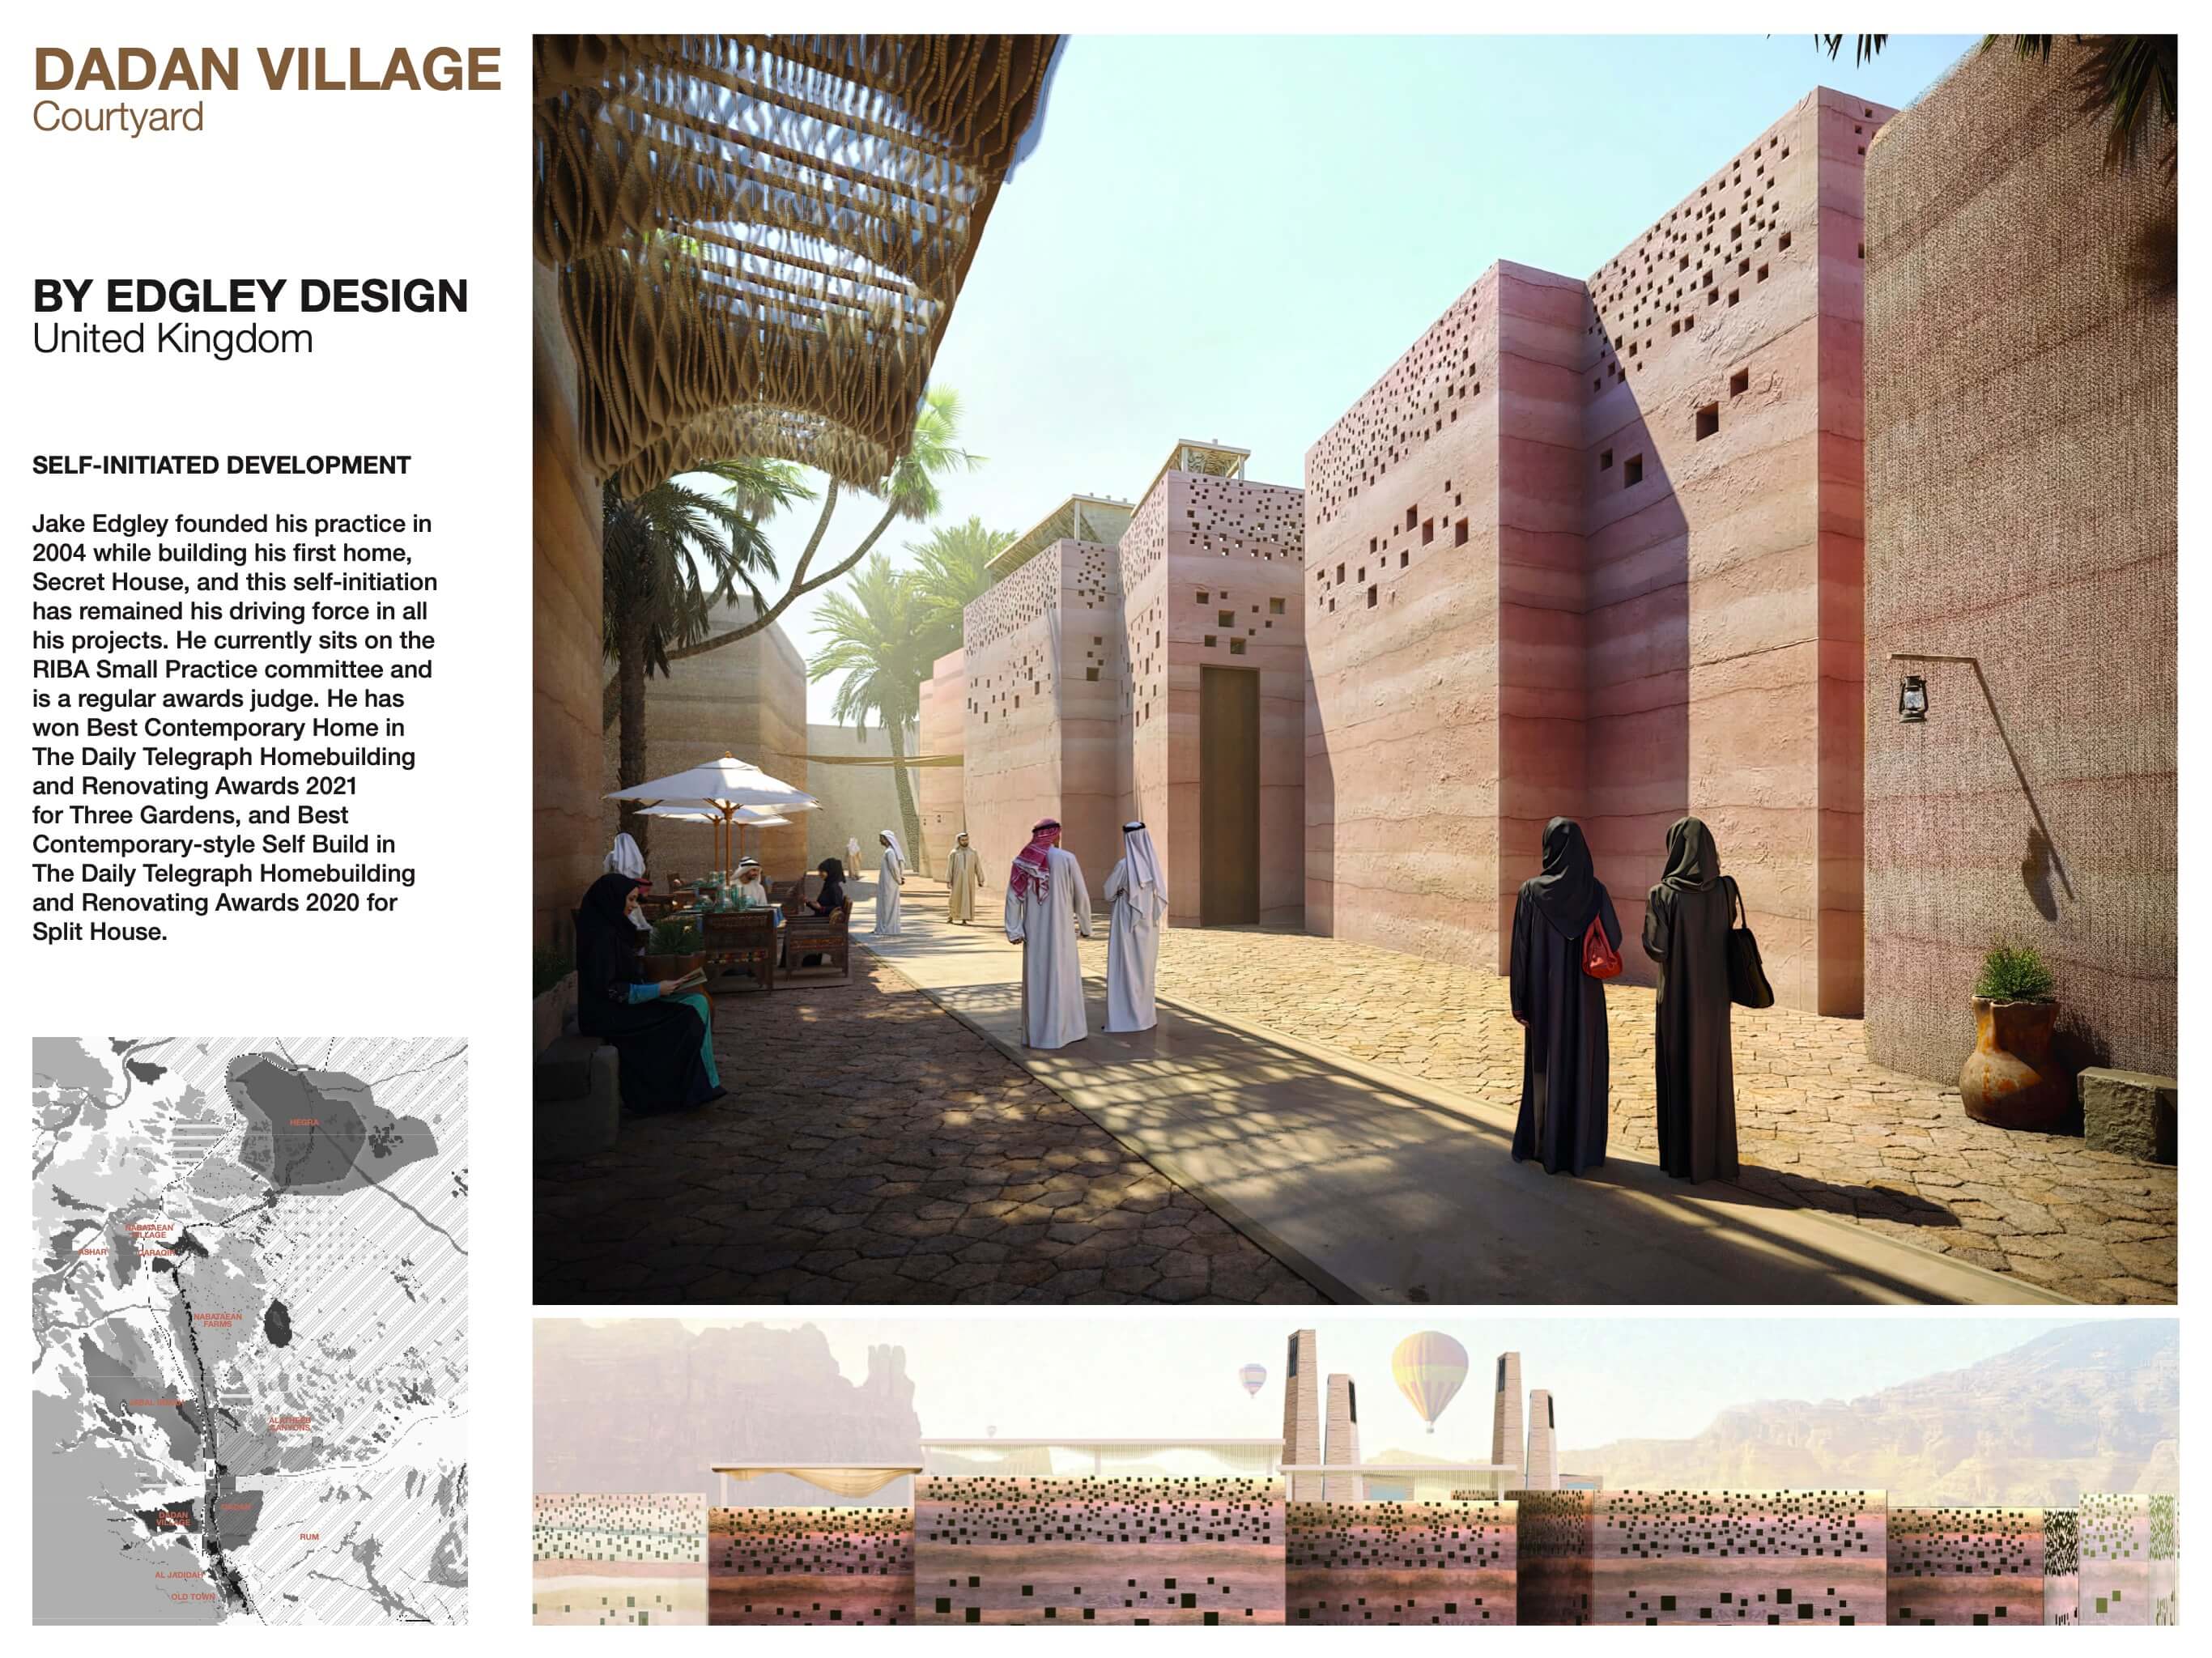 DADAN VILLAGE
Courtyard
BY EDGLEY DESIGN
United Kingdom
SELF-INITIATED DEVELOPMENT
Jake Edgley founded his practice in
2004 while building his first home,
Secret House, and this self-initiation
has remained his driving force in all
his projects. He currently sits on the
RIBA Small Practice committee and
is a regular awards judge. He has
won Best Contemporary Home in
The Daily Telegraph Homebuilding
and Renovating Awards 2021
for Three Gardens, and Best
Contemporary-style Self Build in
The Daily Telegraph Homebuilding
and Renovating Awards 2020 for
Split House.
HEGRA
NABATAEAN
VILLAGE
ASHAR
QARAQIR
NABATAEAN
FARMS
CANYONS
DADAN
DADAN
VILLAGE
RUM
AL JADIDAH
OLD TOWN